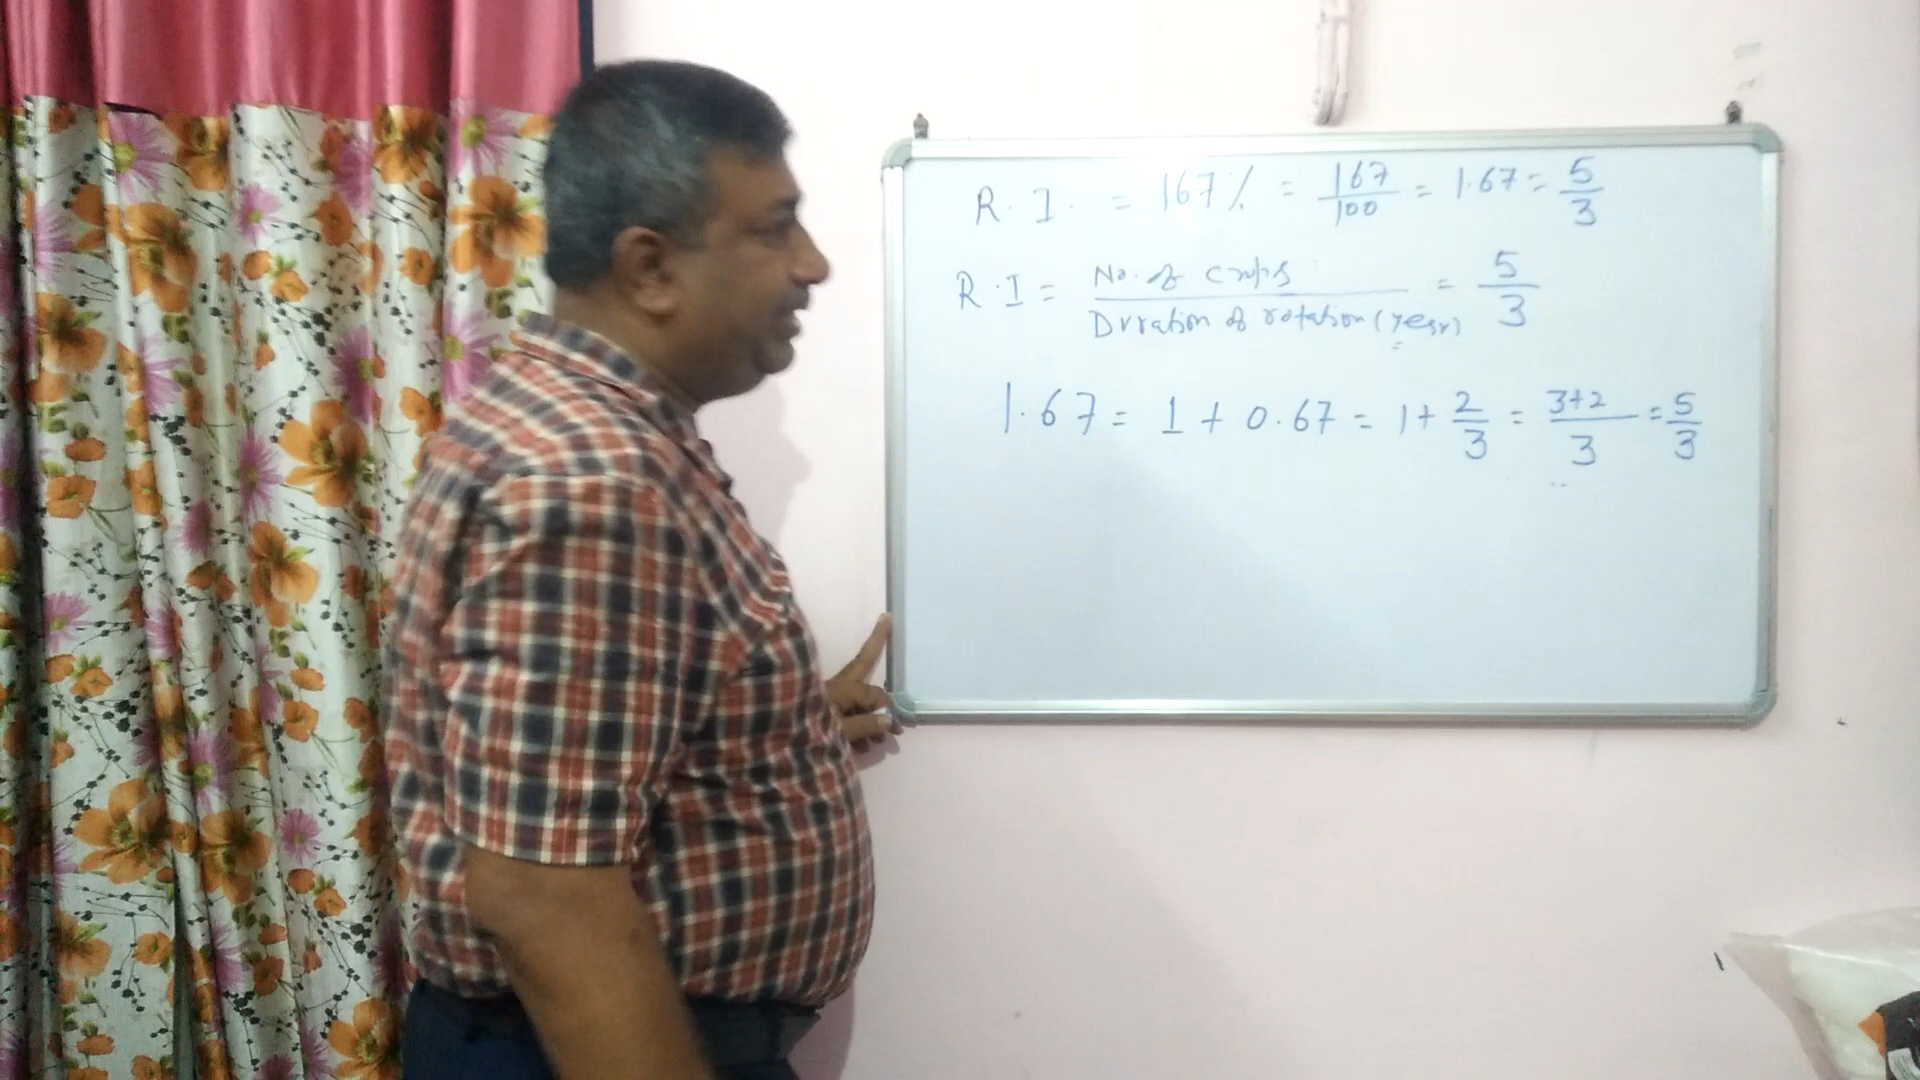 R. I. = 167% = 167/100 = 1.67 = 5/3
R.I = No. of crops / Duration of rotation (year) = 5/3
1.67 = 1 + 0.67 = 1 + 2/3 = 3+2/3 = 5/3